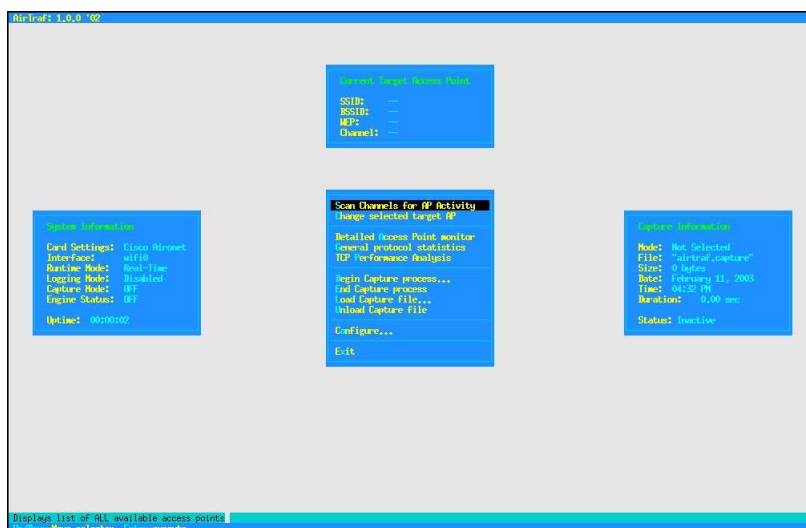 AirTraf: 1.0.0 '02
Current Target Access Point
SSID: --
BSSID: --
WEP: --
Channel: --
Scan Channels for AP Activity
Change selected target AP
Detailed Access Point monitor
General protocol statistics
TCP Performance Analysis
Begin Capture process...
End Capture process
Load Capture file...
Unload Capture file
Configure...
Exit
System Information
Card Settings: Cisco Aironet
Interface: wifi0
Runtime Mode: Real-Time
Logging Mode: Disabled
Capture Mode: OFF
Engine Status: OFF
Uptime: 00:00:02
Capture Information
Mode: Not Selected
File: "airtraf.capture"
Size: 0 bytes
Date: February 11, 2003
Time: 04:32 PM
Duration: 0.00 sec
Status: Inactive
Displays list of ALL available access points